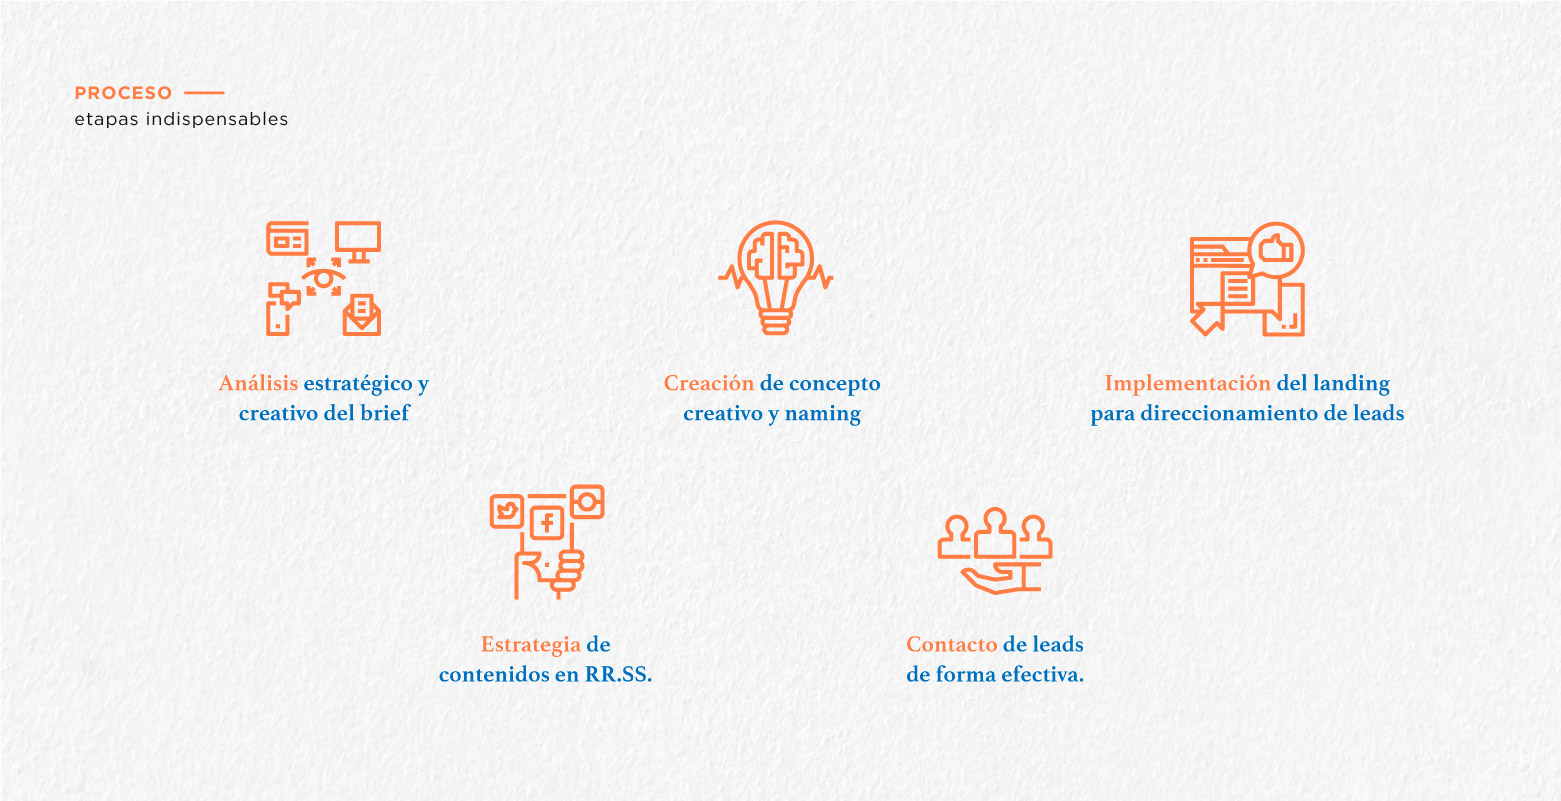 PROCESO
etapas indispensables
Análisis estratégico y
creativo del brief
Creación de concepto
creativo y naming
Implementación del landing
para direccionamiento de leads
Estrategia de
contenidos en RR.SS.
Contacto de leads
de forma efectiva.